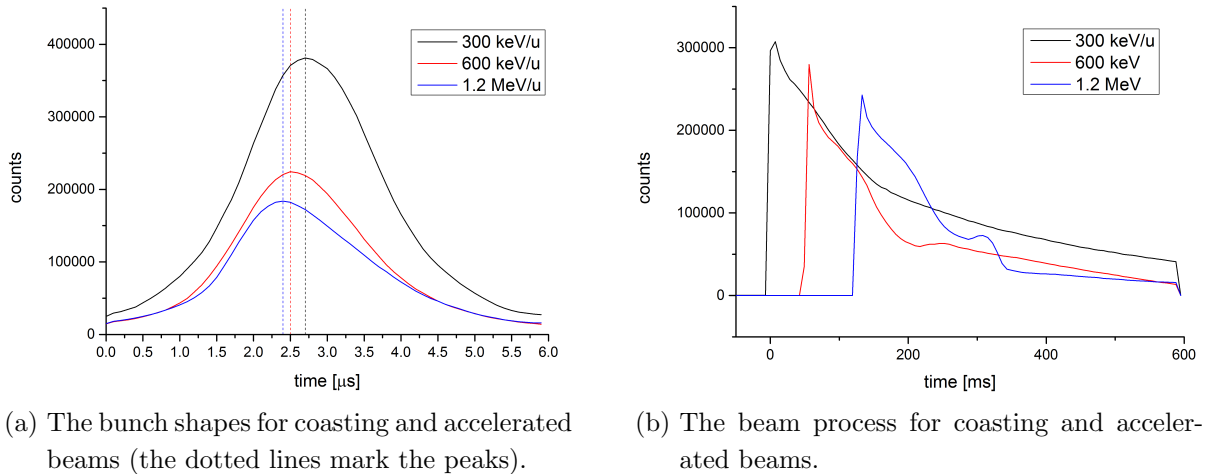 400000
300000
200000
100000
0
counts
300 keV/u
600 keV/u
1.2 MeV/u
0.0 0.5 1.0 1.5 2.0 2.5 3.0 3.5 4.0 4.5 5.0 5.5 6.0
time [μs]
(a) The bunch shapes for coasting and accelerated
beams (the dotted lines mark the peaks).
300000
200000
100000
0
counts
300 keV/u
600 keV
1.2 MeV
0 200 400 600
time [ms]
(b) The beam process for coasting and acceler-
ated beams.